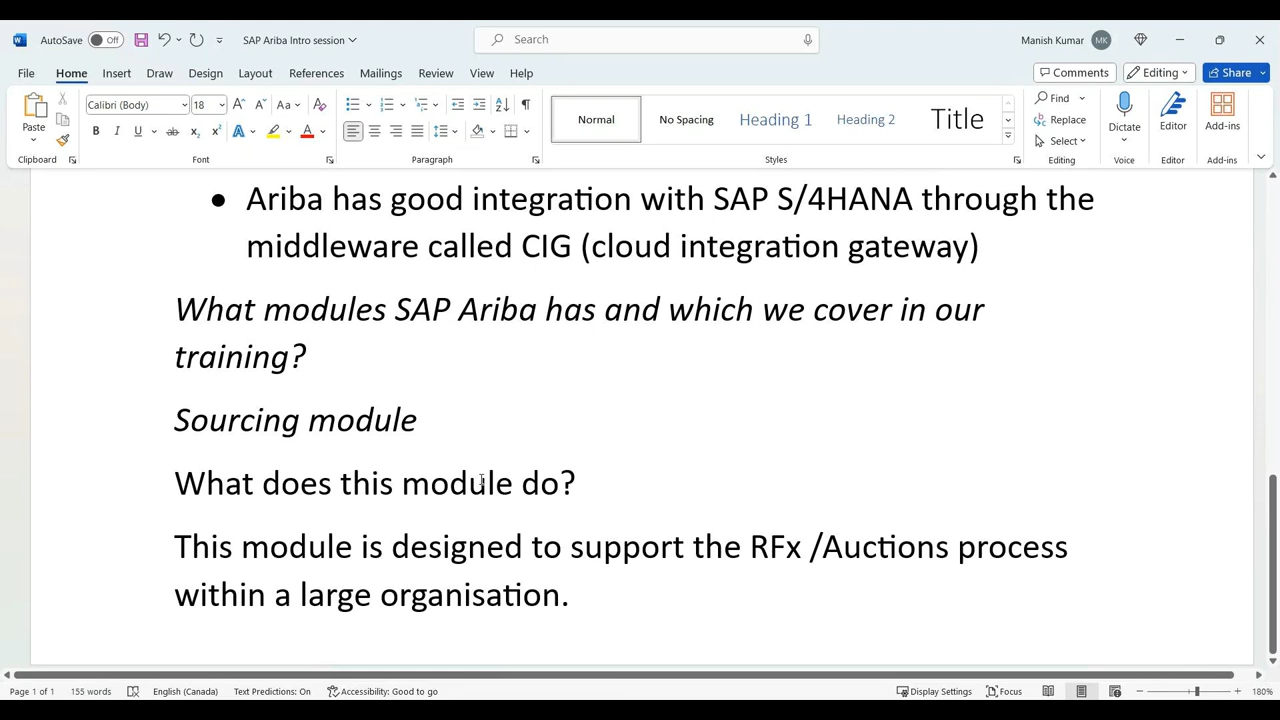 AutoSave Off SAP Ariba Intro session Search Manish Kumar MK
File Home Insert Draw Design Layout References Mailings Review View Help Comments Editing Share
Calibri (Body) 18 Aa Normal No Spacing Heading 1 Heading 2 Title Find Replace Select
Paste Dictate Editor Add-ins
Clipboard Font Paragraph Styles Editing Voice Editor Add-ins
● Ariba has good integration with SAP S/4HANA through the
middleware called CIG (cloud integration gateway)
What modules SAP Ariba has and which we cover in our
training?
Sourcing module
What does this module do?
This module is designed to support the RFx /Auctions process
within a large organisation.
Page 1 of 1 155 words English (Canada) Text Predictions: On Accessibility: Good to go Display Settings Focus 180%